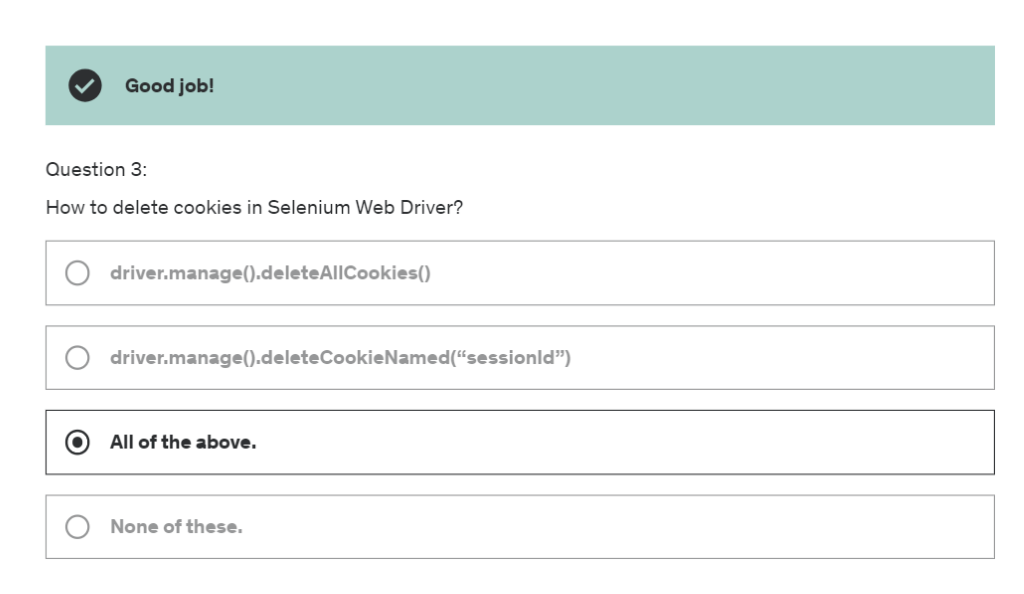 Good job!
Question 3:
How to delete cookies in Selenium Web Driver?
driver.manage().deleteAllCookies()
driver.manage().deleteCookieNamed(“sessionId”)
All of the above.
None of these.